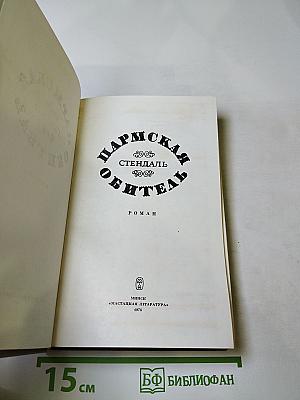 ПАРМСКАЯ
СТЕНДАЛЬ
ОБИТЕЛЬ
РОМАН
МИНСК
«МАСТАЦКАЯ ЛІТАРАТУРА»
15 см
БФ БИБЛИОФАН